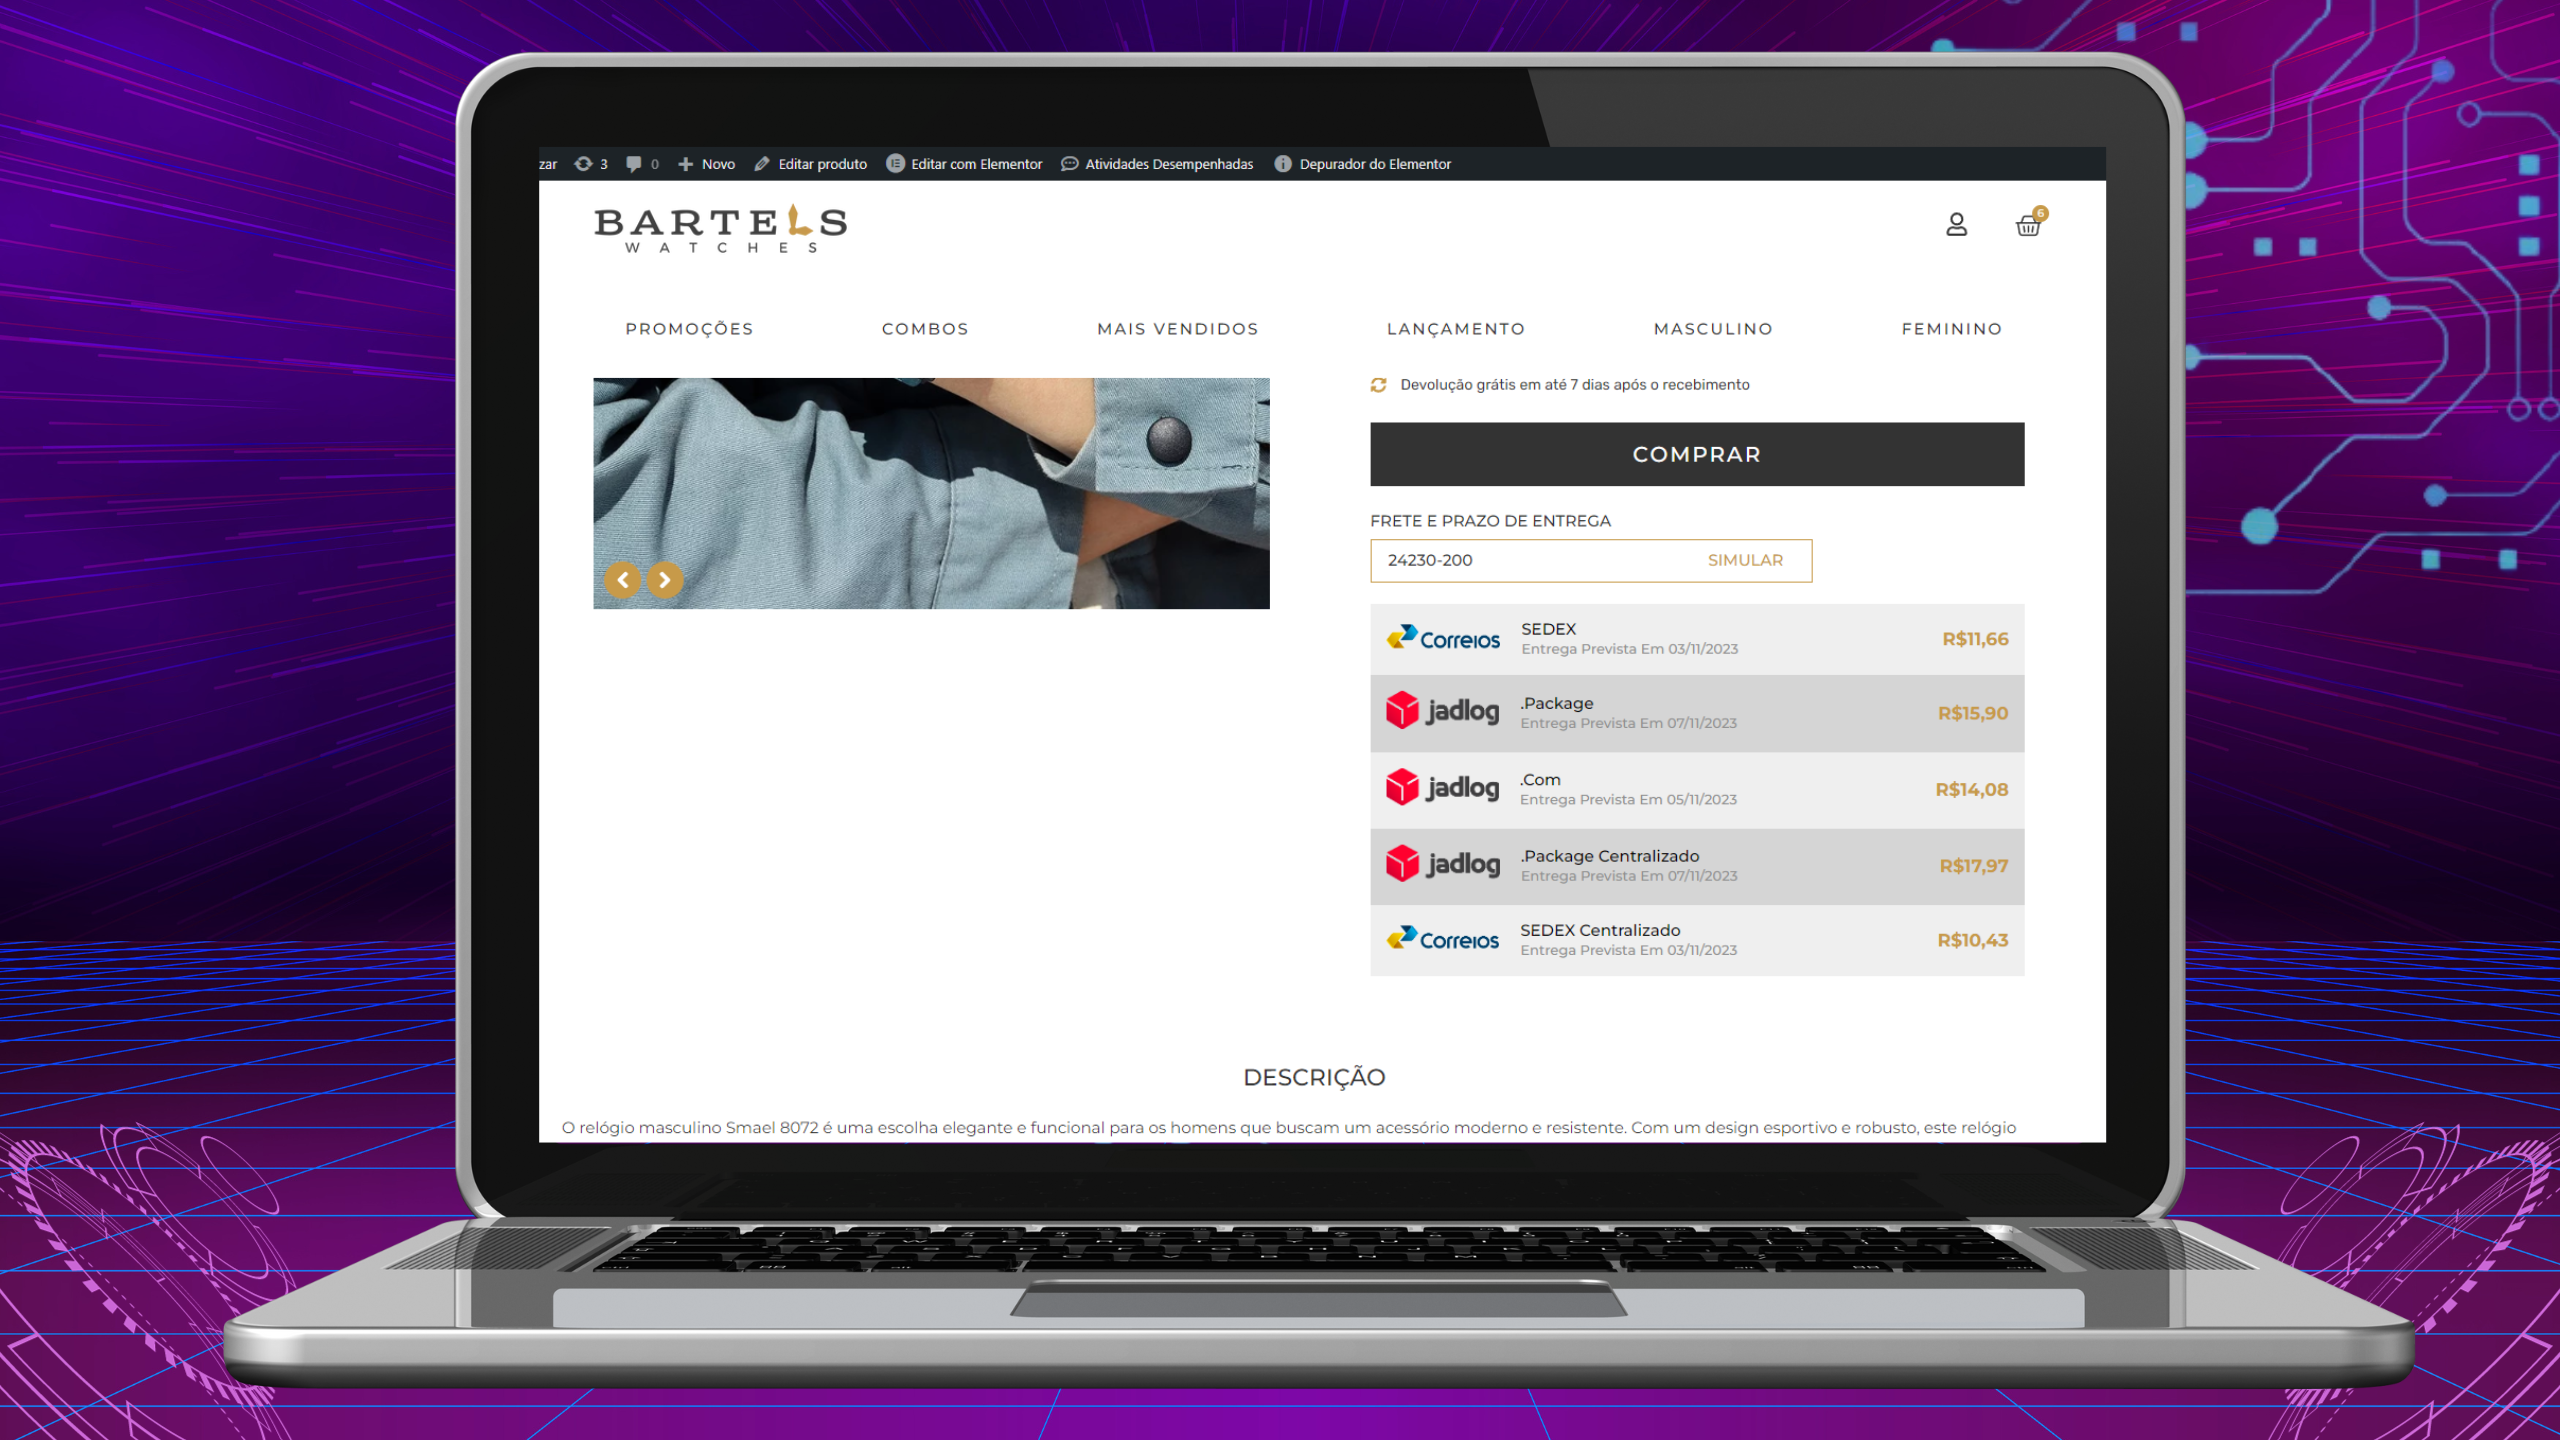 zar 3 0 Novo Editar produto Editar com Elementor Atividades Desempenhadas Depurador do Elementor
BARTELS
WATCHES
6
PROMOÇÕES COMBOS MAIS VENDIDOS LANÇAMENTO MASCULINO FEMININO
Devolução grátis em até 7 dias após o recebimento
COMPRAR
FRETE E PRAZO DE ENTREGA
24230-200 SIMULAR
Correios SEDEX R$11,66
Entrega Prevista Em 03/11/2023
jadlog .Package R$15,90
Entrega Prevista Em 07/11/2023
jadlog .Com R$14,08
Entrega Prevista Em 05/11/2023
jadlog .Package Centralizado R$17,97
Entrega Prevista Em 07/11/2023
Correios SEDEX Centralizado R$10,43
Entrega Prevista Em 03/11/2023
DESCRIÇÃO
O relógio masculino Smael 8072 é uma escolha elegante e funcional para os homens que buscam um acessório moderno e resistente. Com um design esportivo e robusto, este relógio